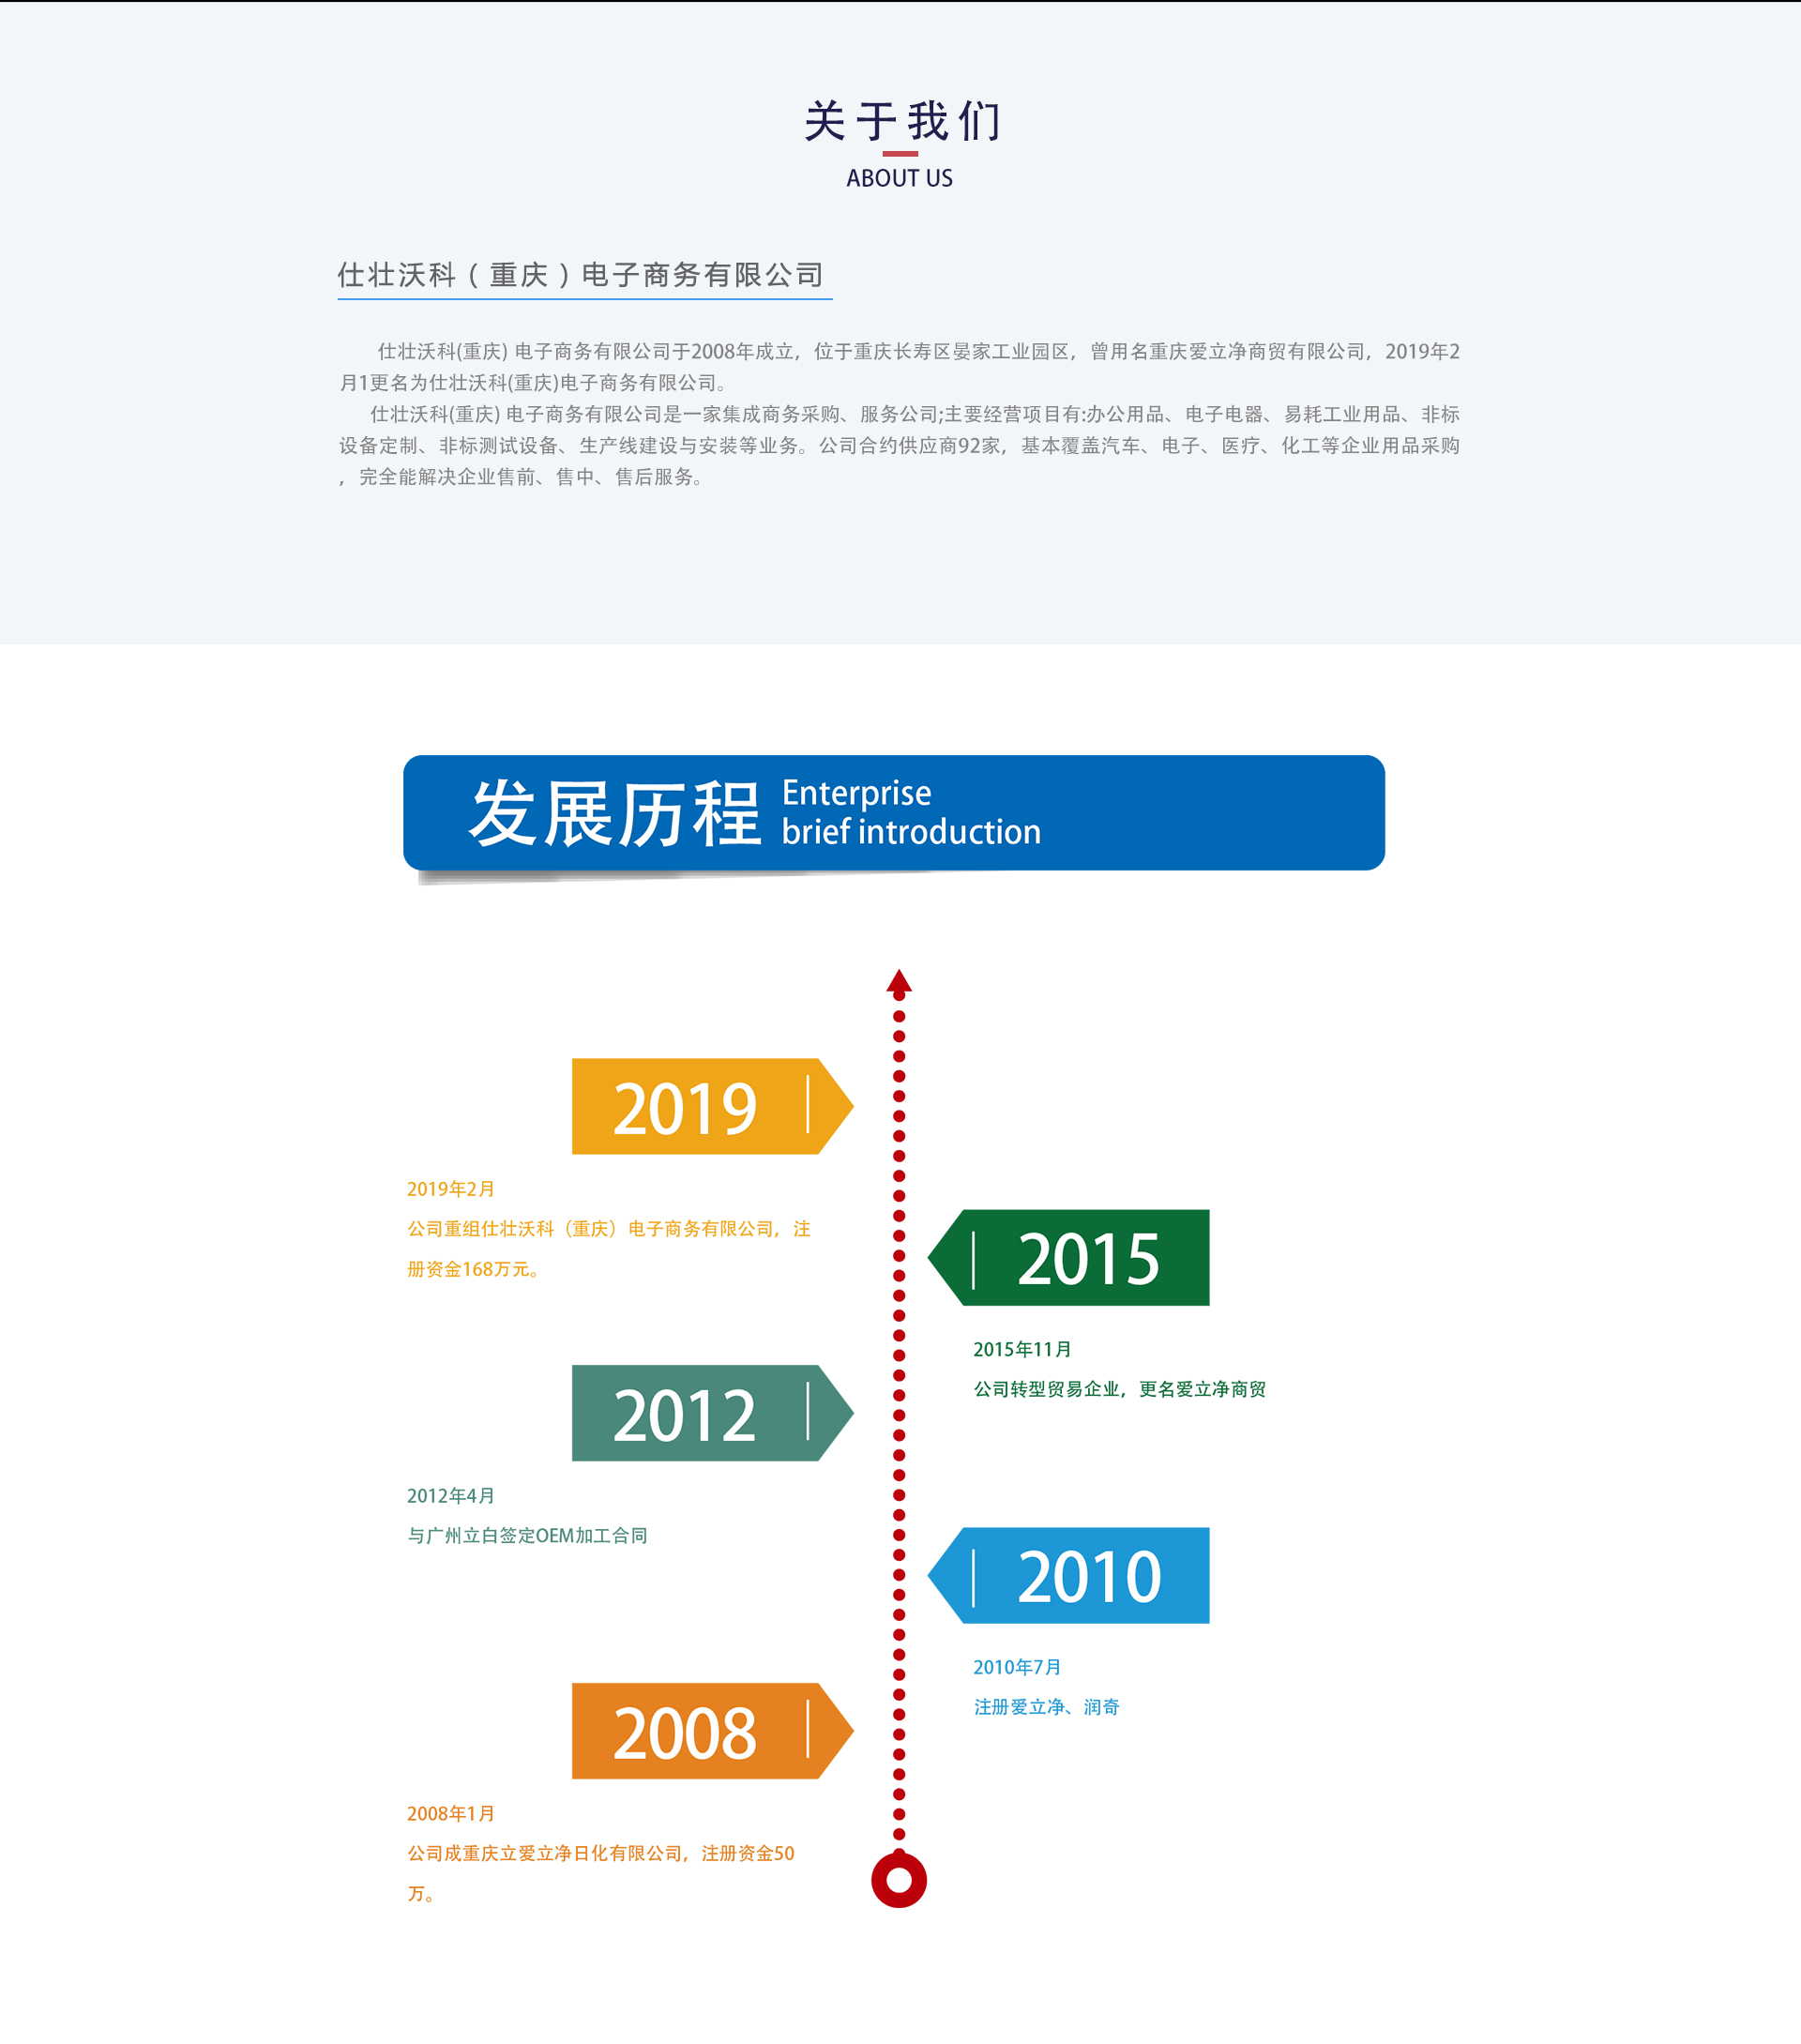 关于我们
ABOUT US
仕壮沃科（重庆）电子商务有限公司
仕壮沃科(重庆) 电子商务有限公司于2008年成立，位于重庆长寿区晏家工业园区，曾用名重庆爱立净商贸有限公司，2019年2
月1更名为仕壮沃科(重庆)电子商务有限公司。
仕壮沃科(重庆) 电子商务有限公司是一家集成商务采购、服务公司;主要经营项目有:办公用品、电子电器、易耗工业用品、非标
设备定制、非标测试设备、生产线建设与安装等业务。公司合约供应商92家，基本覆盖汽车、电子、医疗、化工等企业用品采购
，完全能解决企业售前、售中、售后服务。
发展历程
Enterprise
brief introduction
2019
2019年2月
公司重组仕壮沃科（重庆）电子商务有限公司，注
册资金168万元。
2015
2015年11月
公司转型贸易企业，更名爱立净商贸
2012
2012年4月
与广州立白签定OEM加工合同
2010
2010年7月
注册爱立净、润奇
2008
2008年1月
公司成重庆立爱立净日化有限公司，注册资金50
万。